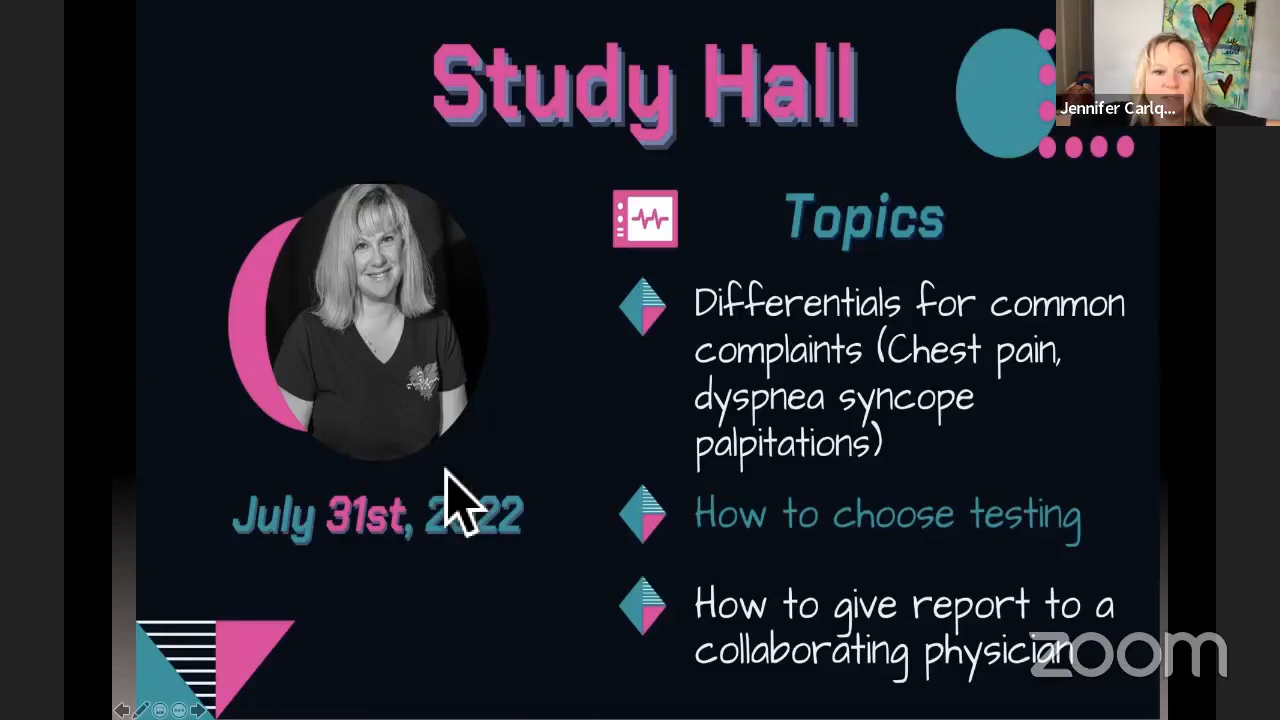 Study Hall
Jennifer Carlq...
Topics
Differentials for common
complaints (Chest pain,
dyspnea syncope
palpitations)
July 31st, 2022
How to choose testing
How to give report to a
collaborating physician
zoom